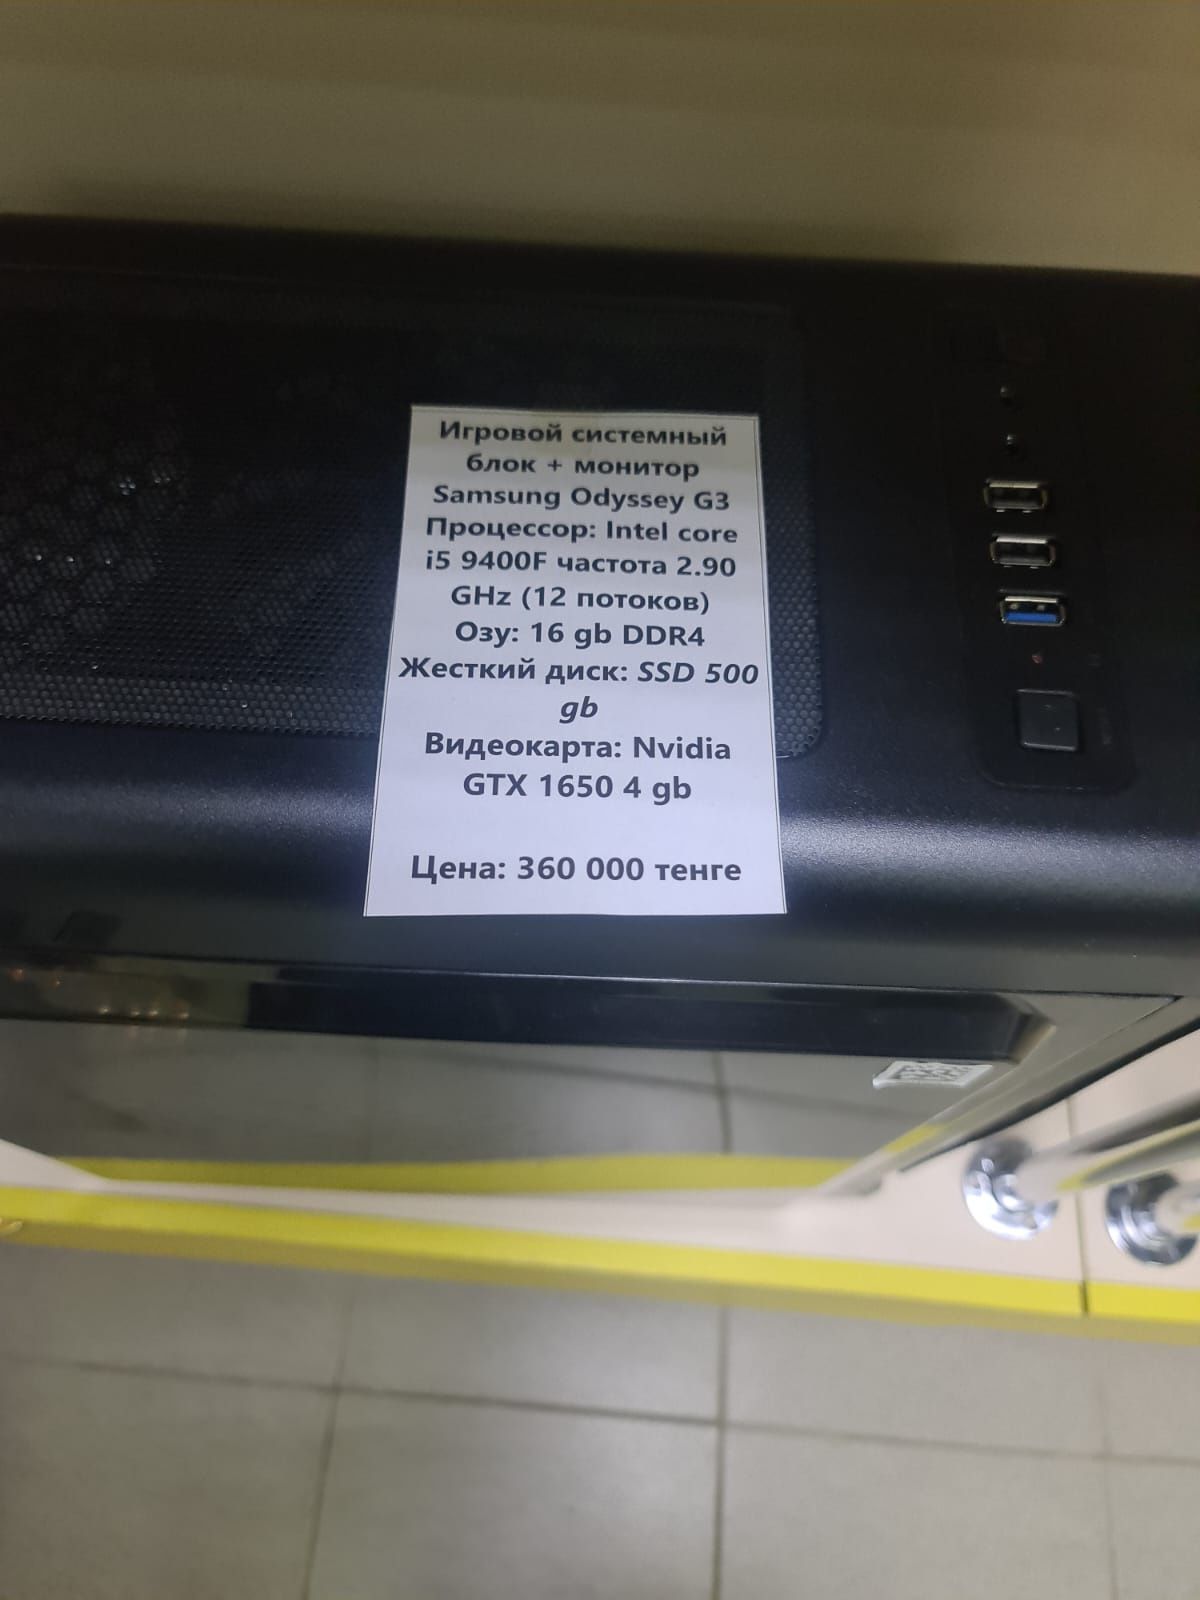 Игровой системный
блок + монитор
Samsung Odyssey G3
Процессор: Intel core
i5 9400F частота 2.90
GHz (12 потоков)
Озу: 16 gb DDR4
Жесткий диск: SSD 500
gb
Видеокарта: Nvidia
GTX 1650 4 gb
Цена: 360 000 тенге